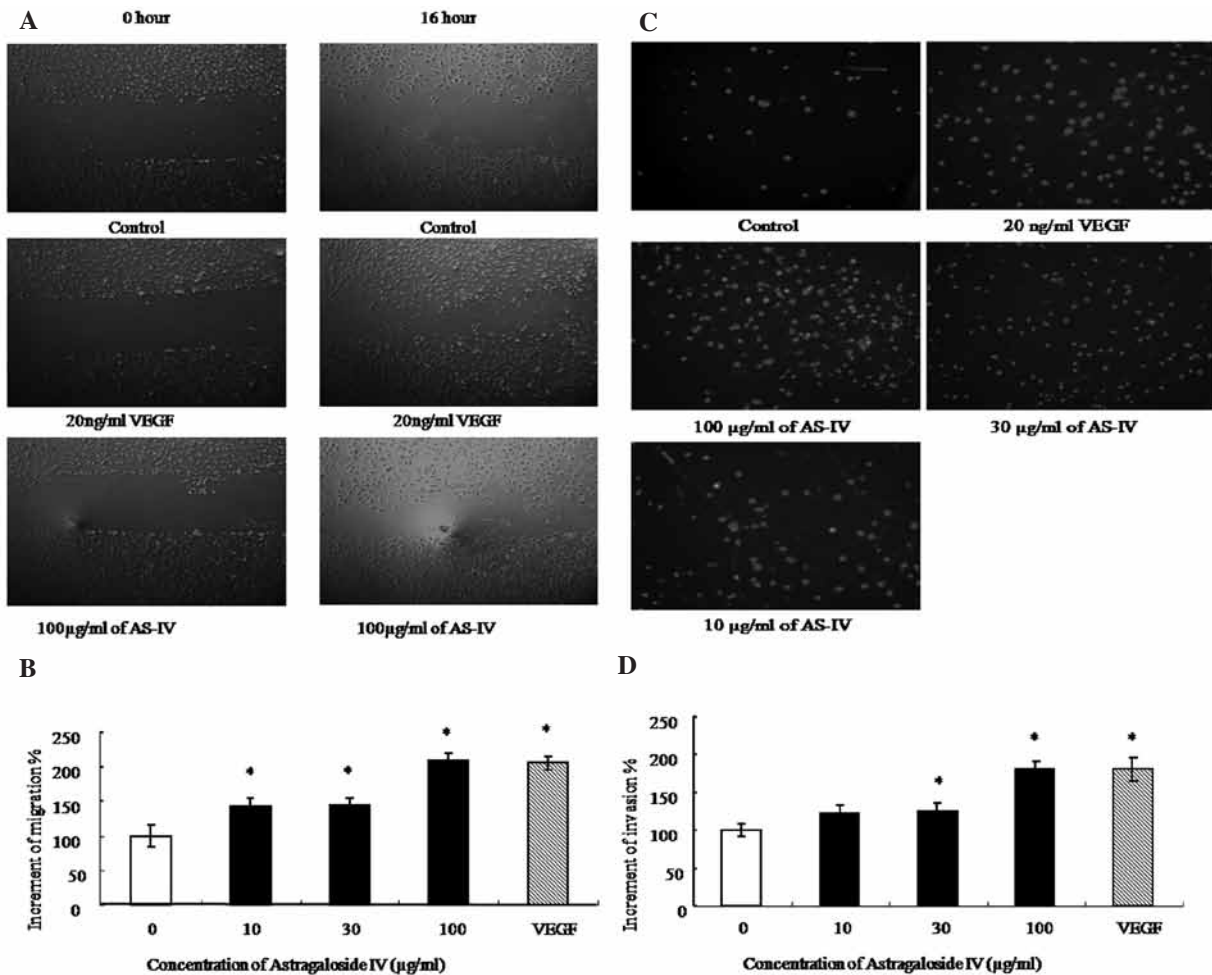 A
0 hour
16 hour
C
Control
Control
Control
20 ng/ml VEGF
20ng/ml VEGF
20ng/ml VEGF
100 µg/ml of AS-IV
30 µg/ml of AS-IV
100µg/ml of AS-IV
100µg/ml of AS-IV
10 µg/ml of AS-IV
B
Increment of migration %
250
200
150
100
50
0
*
*
*
*
0
10
30
100
VEGF
Concentration of Astragaloside IV (µg/ml)
D
Increment of invasion %
250
200
150
100
50
0
*
*
*
0
10
30
100
VEGF
Concentration of Astragaloside IV (µg/ml)